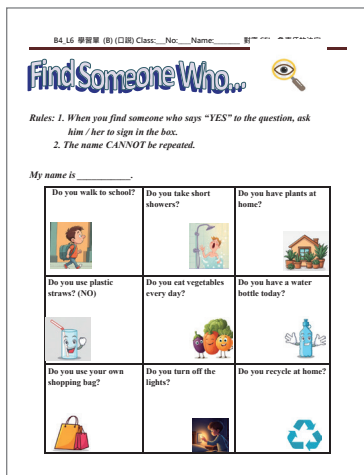 B4_L6 學習單 (B) (口說) Class:__No:___Name:_______
Find Someone Who...
Rules: 1. When you find someone who says “YES” to the question, ask
him / her to sign in the box.
2. The name CANNOT be repeated.
My name is ___________.
Do you walk to school?
Do you take short
showers?
Do you have plants at
home?
Do you use plastic
straws? (NO)
Do you eat vegetables
every day?
Do you have a water
bottle today?
Do you use your own
shopping bag?
Do you turn off the
lights?
Do you recycle at home?